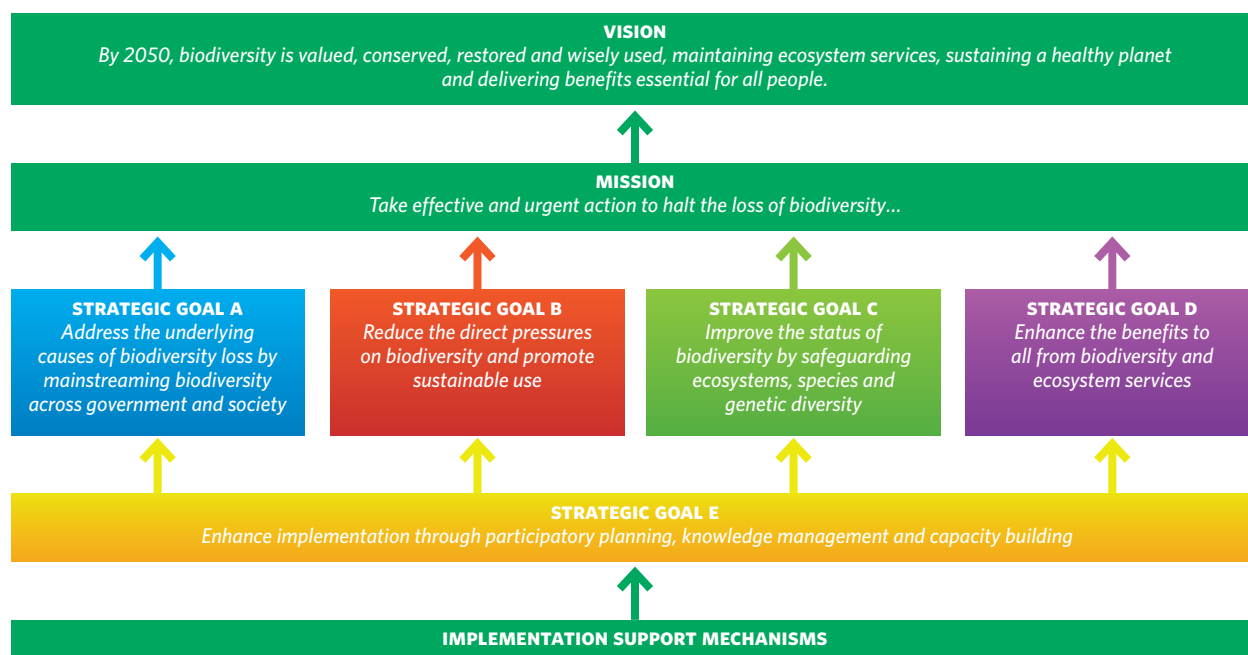 VISION
By 2050, biodiversity is valued, conserved, restored and wisely used, maintaining ecosystem services, sustaining a healthy planet
and delivering benefits essential for all people.
MISSION
Take effective and urgent action to halt the loss of biodiversity…
STRATEGIC GOAL A
Address the underlying
causes of biodiversity loss by
mainstreaming biodiversity
across government and society
STRATEGIC GOAL B
Reduce the direct pressures
on biodiversity and promote
sustainable use
STRATEGIC GOAL C
Improve the status of
biodiversity by safeguarding
ecosystems, species and
genetic diversity
STRATEGIC GOAL D
Enhance the benefits to
all from biodiversity and
ecosystem services
STRATEGIC GOAL E
Enhance implementation through participatory planning, knowledge management and capacity building
IMPLEMENTATION SUPPORT MECHANISMS